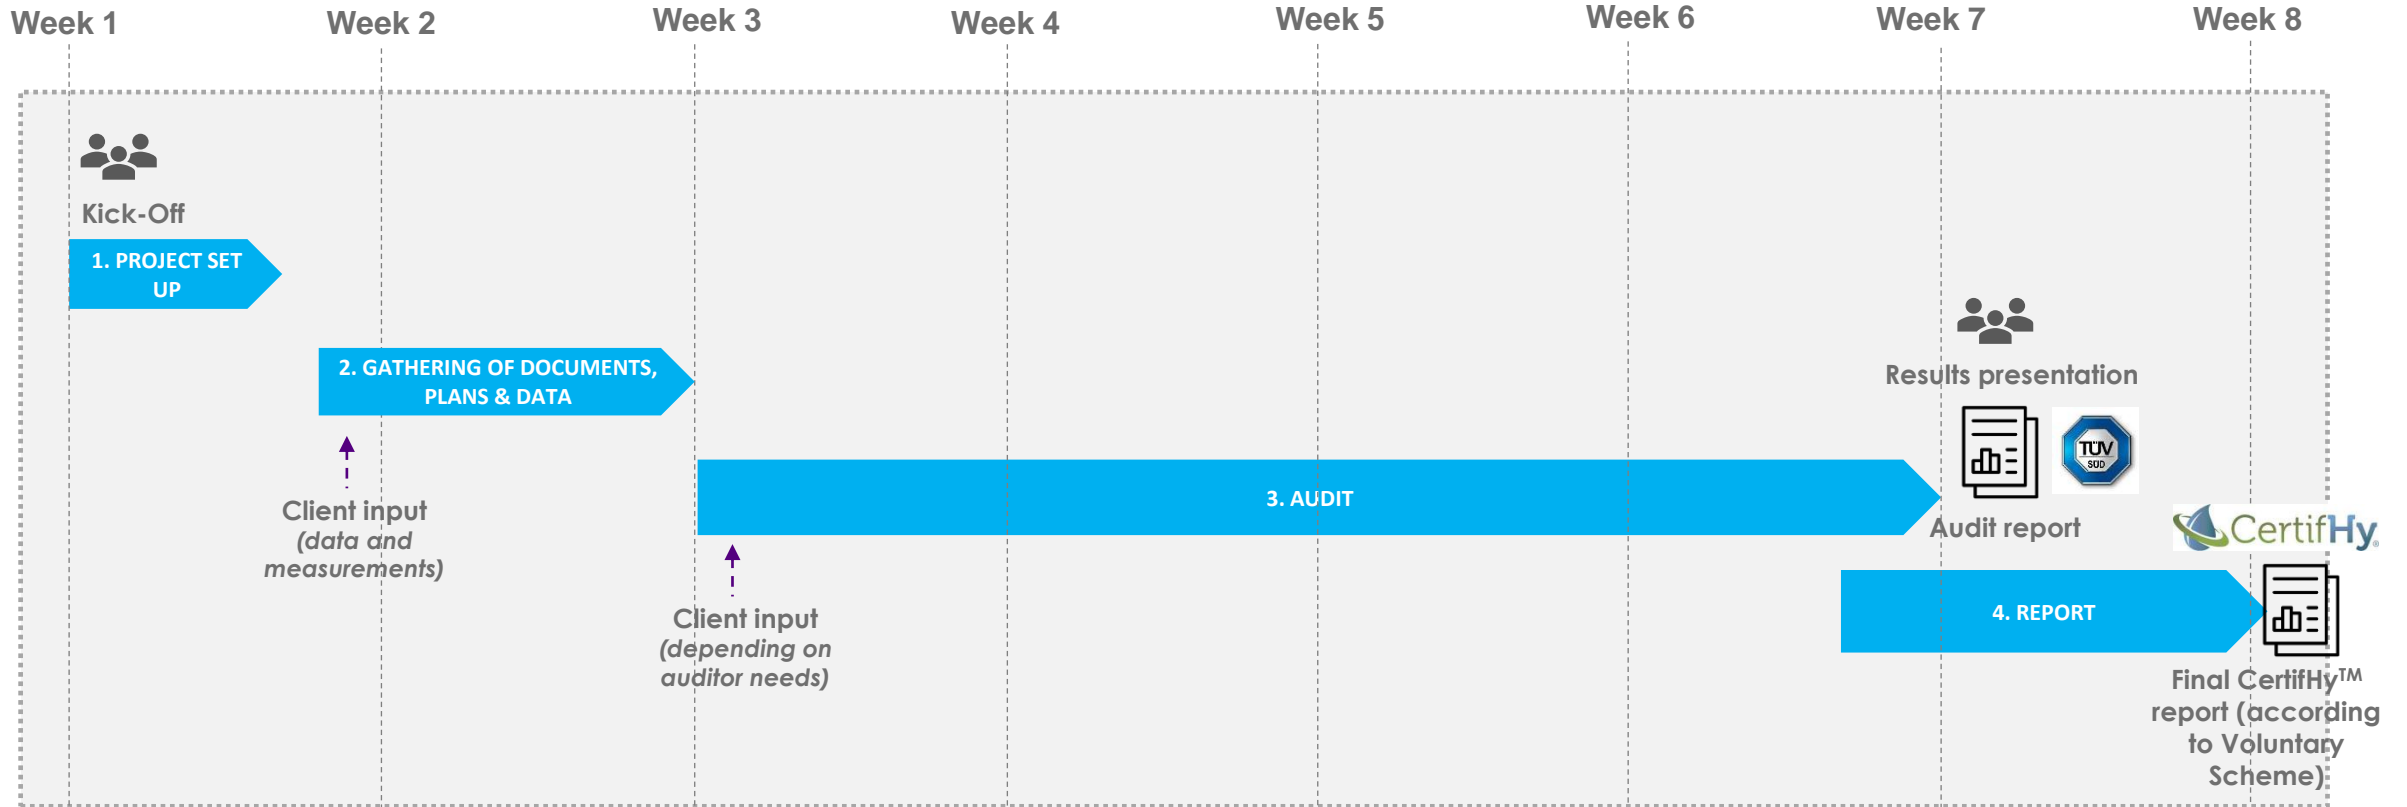 Week 1
Week 2
Week 3
Week 4
Week 5
Week 6
Week 7
Week 8
Kick-Off
1. PROJECT SET
UP
2. GATHERING OF DOCUMENTS,
PLANS & DATA
Client input
(data and
measurements)
3. AUDIT
Client input
(depending on
auditor needs)
Results presentation
TÜV
SÜD
Audit report
CertifHy®
4. REPORT
Final CertifHy™
report (according
to Voluntary
Scheme)